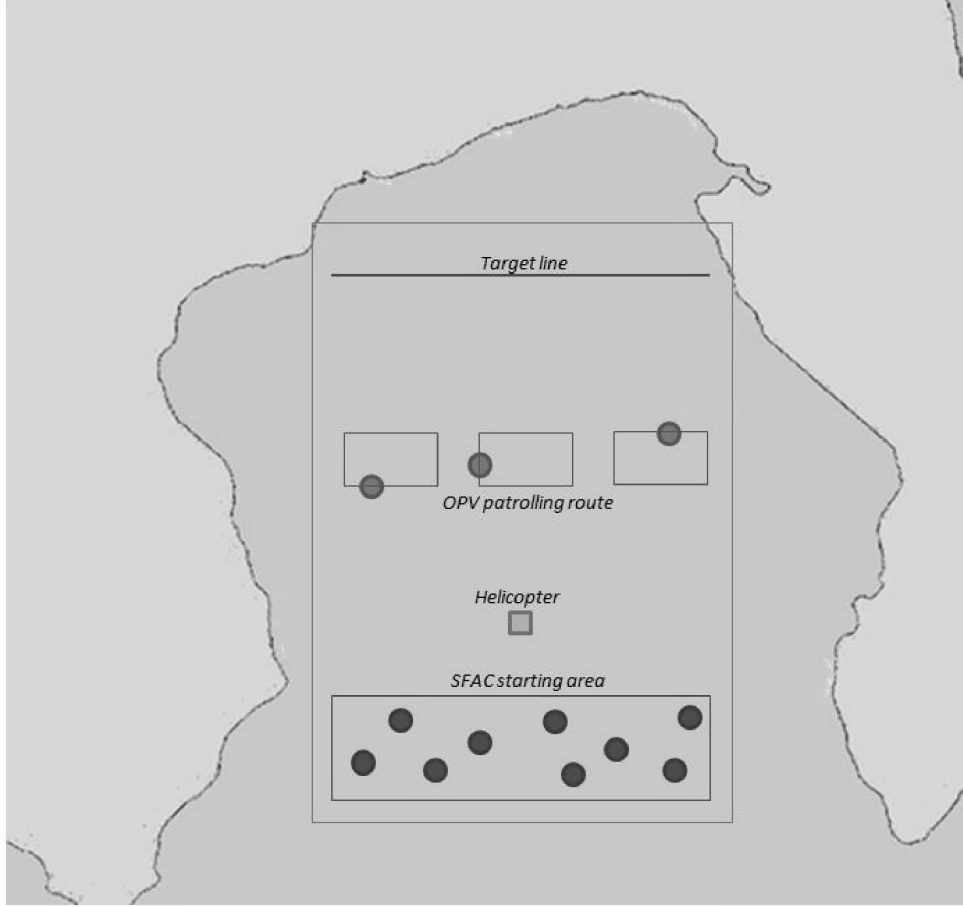 Target line
OPV patrolling route
Helicopter
SFAC starting area